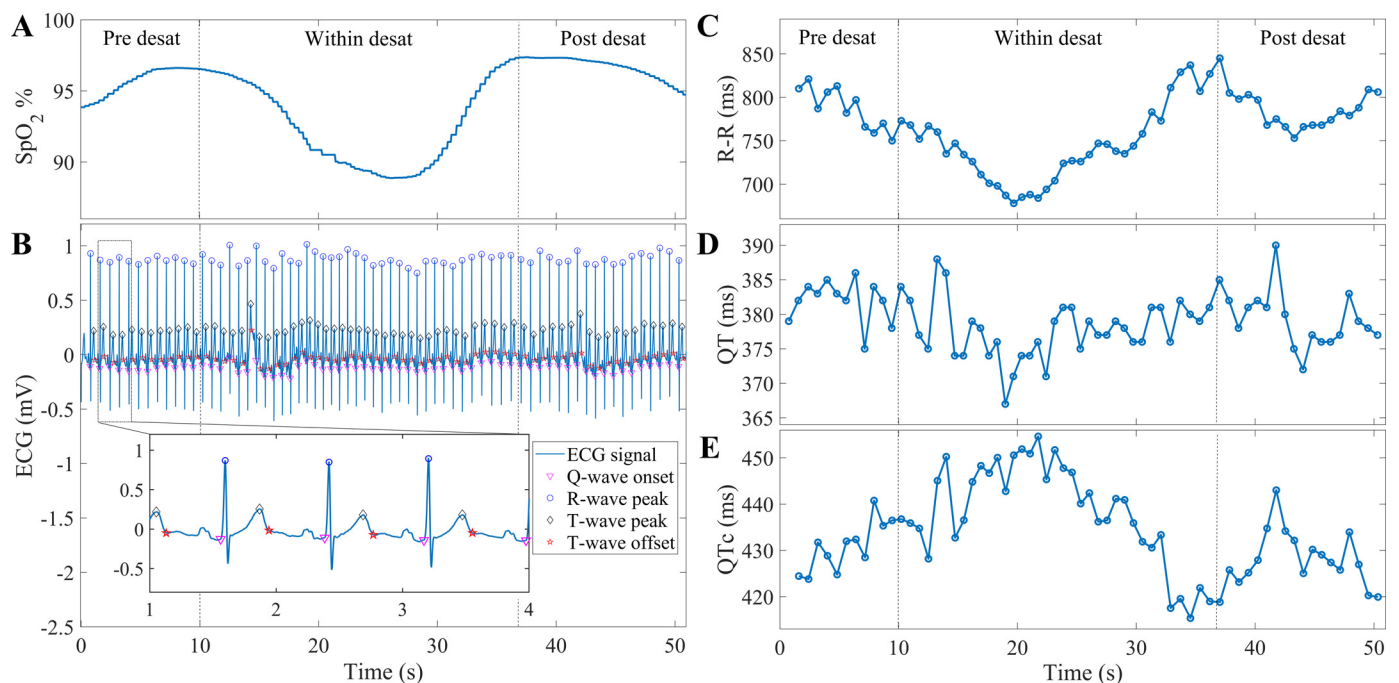 A
Pre desat
Within desat
Post desat
100
95
90
SpO2 %
B
1
0.5
0
-0.5
-1
-1.5
-2
-2.5
ECG (mV)
1
0.5
0
-0.5
1
2
3
4
ECG signal
Q-wave onset
R-wave peak
T-wave peak
T-wave offset
0
10
20
30
40
50
Time (s)
C
Pre desat
Within desat
Post desat
850
800
750
700
R-R (ms)
D
390
385
380
375
370
365
QT (ms)
E
450
440
430
420
QTc (ms)
0
10
20
30
40
50
Time (s)